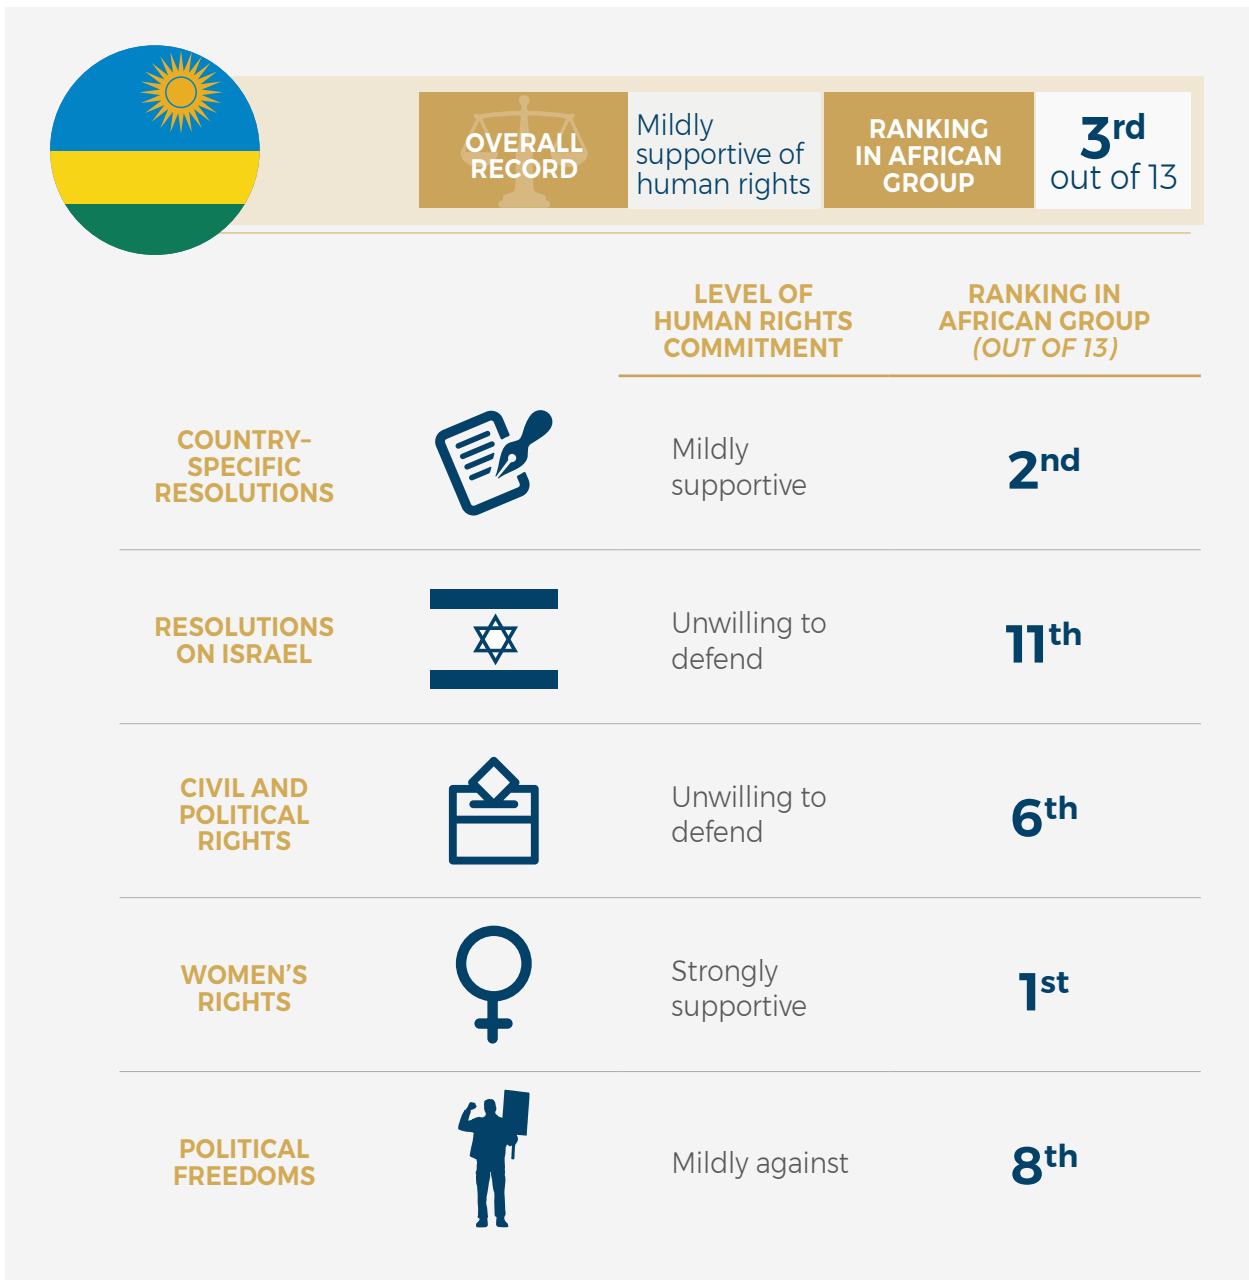 OVERALL
RECORD
Mildly
supportive of
human rights
RANKING
IN AFRICAN
GROUP
3rd
out of 13
LEVEL OF
HUMAN RIGHTS
COMMITMENT
RANKING IN
AFRICAN GROUP
(OUT OF 13)
COUNTRY–
SPECIFIC
RESOLUTIONS
Mildly
supportive
2nd
RESOLUTIONS
ON ISRAEL
Unwilling to
defend
11th
CIVIL AND
POLITICAL
RIGHTS
Unwilling to
defend
6th
WOMEN’S
RIGHTS
Strongly
supportive
1st
POLITICAL
FREEDOMS
Mildly against
8th